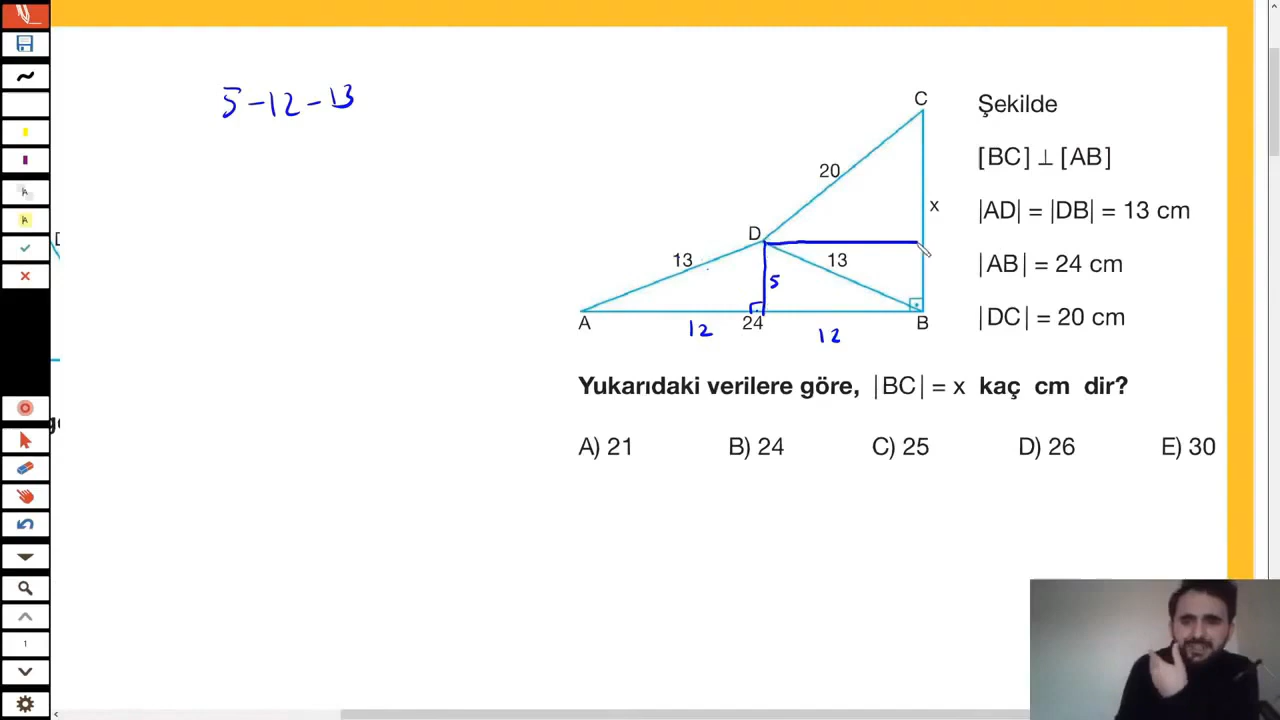 5-12-13
C
Şekilde
20
[BC] ⊥ [AB]
x
|AD| = |DB| = 13 cm
D
13
13
5
|AB| = 24 cm
A
12
24
12
B
|DC| = 20 cm
Yukarıdaki verilere göre, |BC| = x kaç cm dir?
A) 21 B) 24 C) 25 D) 26 E) 30
1